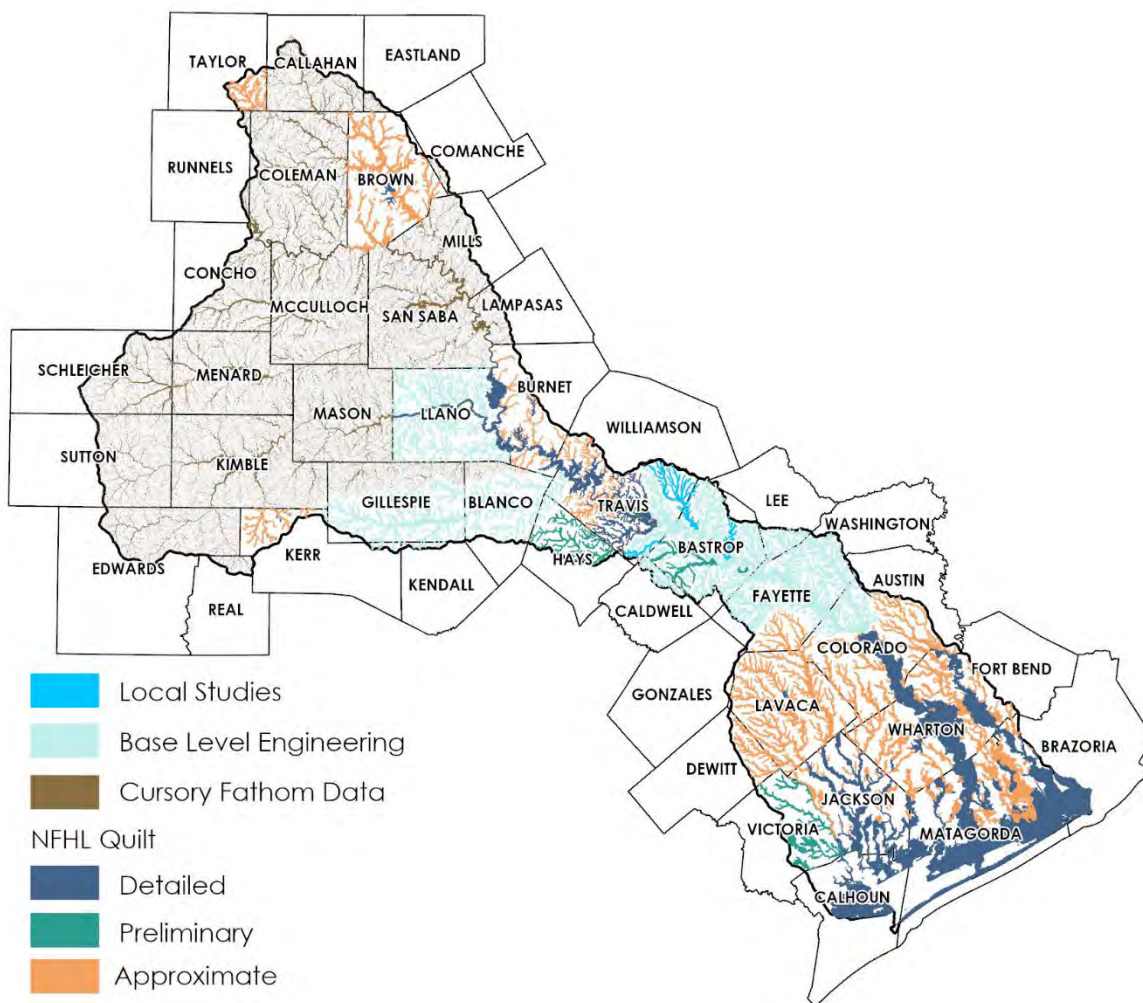 TAYLOR
CALLAHAN
EASTLAND
RUNNELS
COLEMAN
BROWN
COMANCHE
MILLS
CONCHO
MCCULLOCH
SAN SABA
LAMPASAS
SCHLEICHER
MENARD
MASON
LLANO
BURNET
SUTTON
KIMBLE
GILLESPIE
BLANCO
WILLIAMSON
TRAVIS
LEE
WASHINGTON
EDWARDS
KERR
HAYS
BASTROP
AUSTIN
REAL
KENDALL
CALDWELL
FAYETTE
COLORADO
FORT BEND
GONZALES
LAVACA
WHARTON
BRAZORIA
DEWITT
JACKSON
VICTORIA
MATAGORDA
CALHOUN
Local Studies
Base Level Engineering
Cursory Fathom Data
NFHL Quilt
Detailed
Preliminary
Approximate